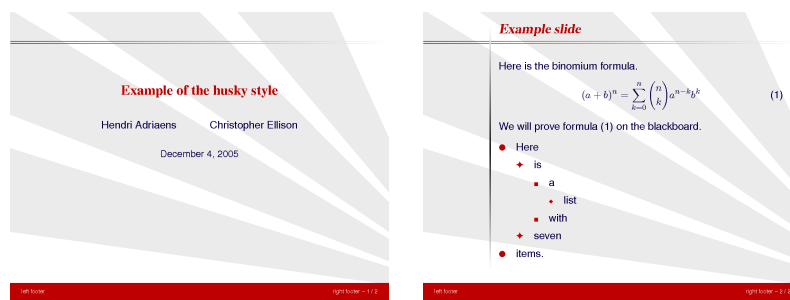 Example of the husky style
Hendri Adriaens Christopher Ellison
December 4, 2005
left footer right footer – 1 / 2
Example slide
Here is the binomium formula.
(a + b)^n = \sum_{k=0}^{n} \binom{n}{k} a^{n-k} b^k (1)
We will prove formula (1) on the blackboard.
● Here
✦ is
■ a
◆ list
■ with
✦ seven
● items.
left footer right footer – 2 / 2